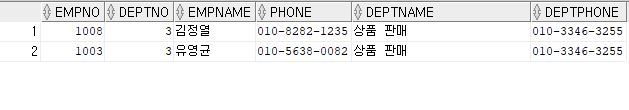 EMPNO DEPTNO EMPNAME PHONE DEPTNAME DEPTPHONE
1 1008 3 김정열 010-8282-1235 상품 판매 010-3346-3255
2 1003 3 유영균 010-5638-0082 상품 판매 010-3346-3255